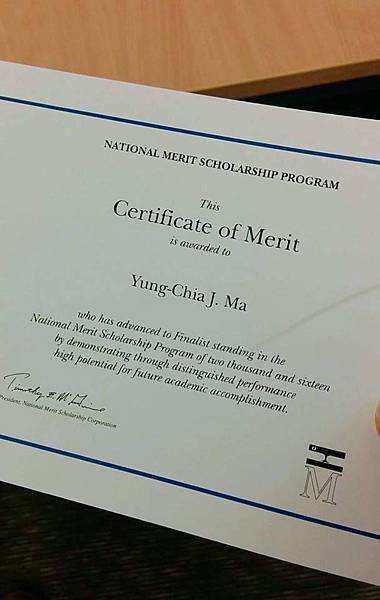 NATIONAL MERIT SCHOLARSHIP PROGRAM
This
Certificate of Merit
is awarded to
Yung-Chia J. Ma
who has advanced to Finalist standing in the
National Merit Scholarship Program of two thousand and sixteen
by demonstrating through distinguished performance
high potential for future academic accomplishment.
President, National Merit Scholarship Corporation
M